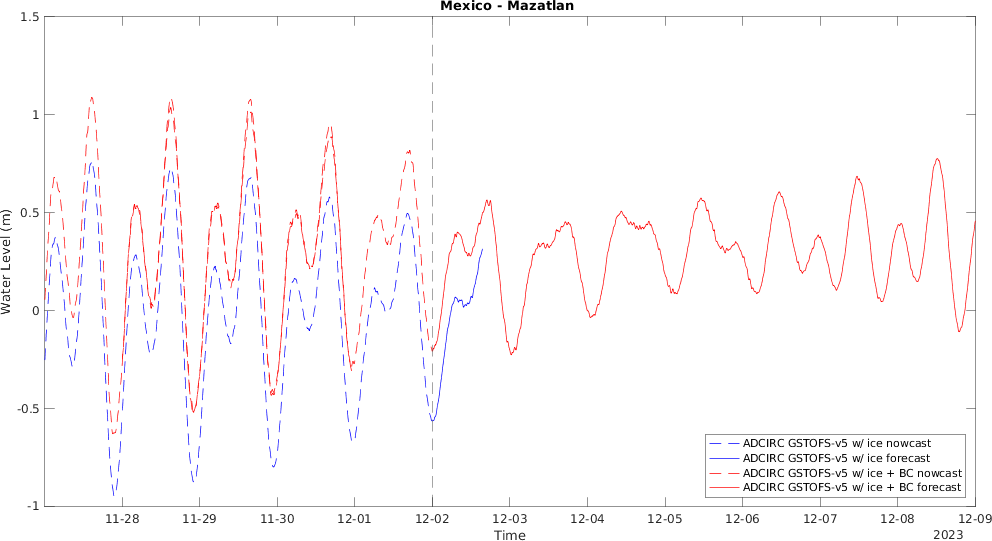 Mexico - Mazatlan
1.5
1
0.5
0
-0.5
-1
Water Level (m)
11-28 11-29 11-30 12-01 12-02 12-03 12-04 12-05 12-06 12-07 12-08 12-09
Time
2023
ADCIRC GSTOFS-v5 w/ ice nowcast
ADCIRC GSTOFS-v5 w/ ice forecast
ADCIRC GSTOFS-v5 w/ ice + BC nowcast
ADCIRC GSTOFS-v5 w/ ice + BC forecast